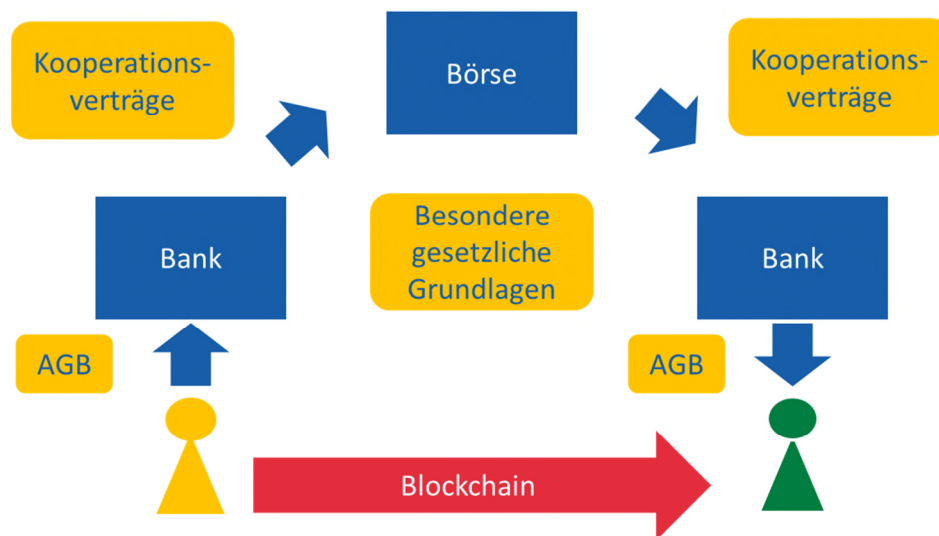 Kooperations-
verträge
Börse
Kooperations-
verträge
Bank
Besondere
gesetzliche
Grundlagen
Bank
AGB
AGB
Blockchain